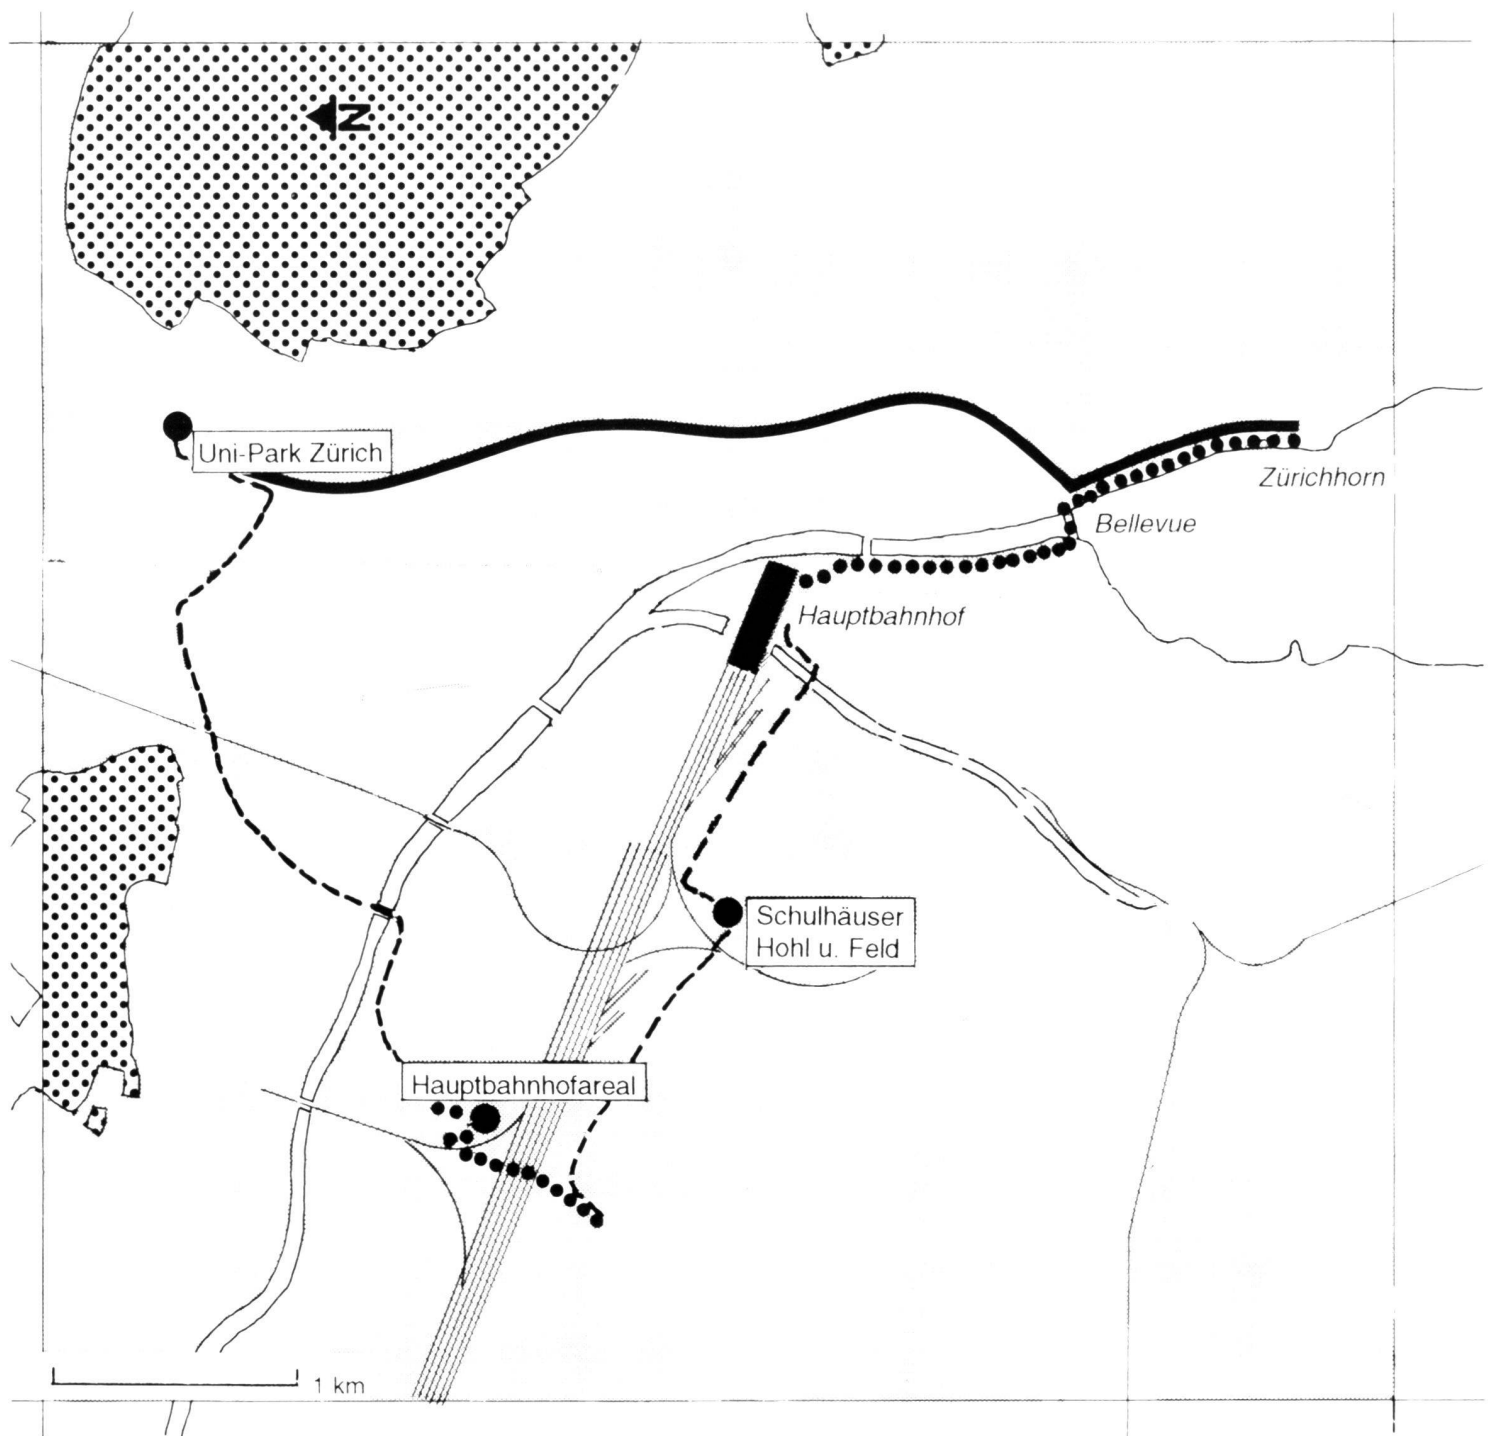 N
Uni-Park Zürich
Zürichhorn
Bellevue
Hauptbahnhof
Schulhäuser
Hohl u. Feld
Hauptbahnhofareal
1 km